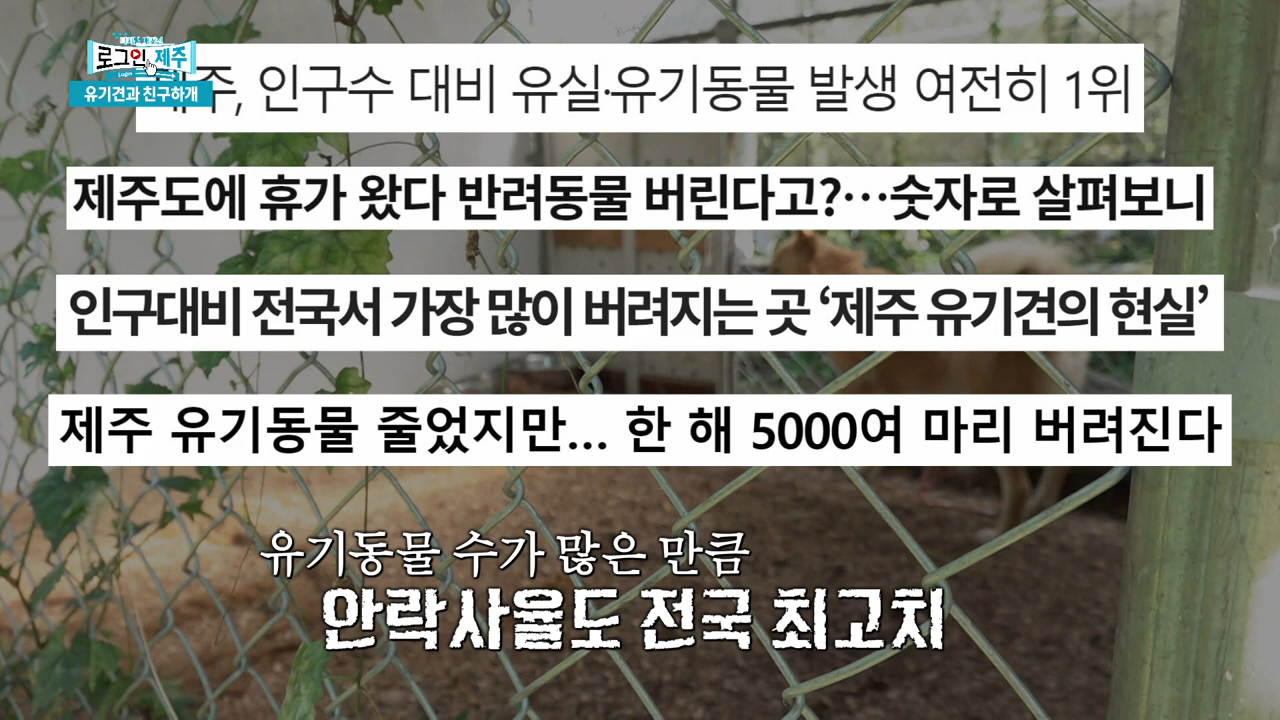 로그인 제주
Login
유기견과 친구하개
제주, 인구수 대비 유실·유기동물 발생 여전히 1위
제주도에 휴가 왔다 반려동물 버린다고?…숫자로 살펴보니
인구대비 전국서 가장 많이 버려지는 곳 ‘제주 유기견의 현실’
제주 유기동물 줄었지만... 한 해 5000여 마리 버려진다
유기동물 수가 많은 만큼
안락사율도 전국 최고치